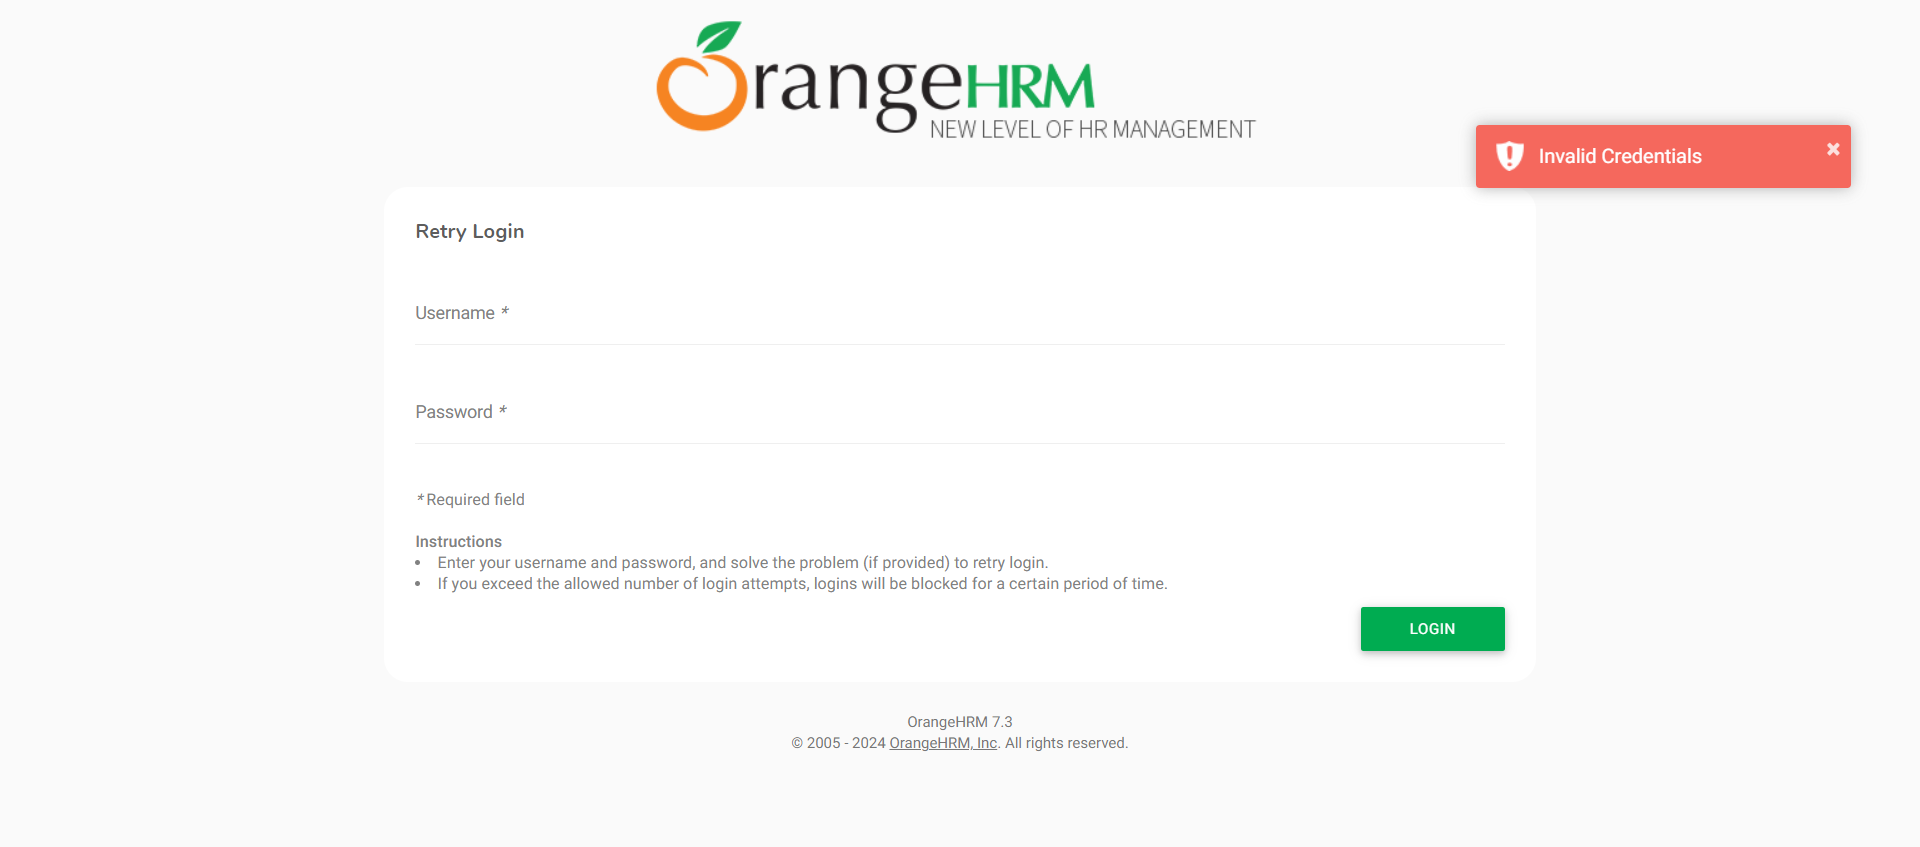 OrangeHRM
NEW LEVEL OF HR MANAGEMENT
Invalid Credentials
×
Retry Login
Username *
Password *
* Required field
Instructions
• Enter your username and password, and solve the problem (if provided) to retry login.
• If you exceed the allowed number of login attempts, logins will be blocked for a certain period of time.
LOGIN
OrangeHRM 7.3
© 2005 - 2024 OrangeHRM, Inc. All rights reserved.